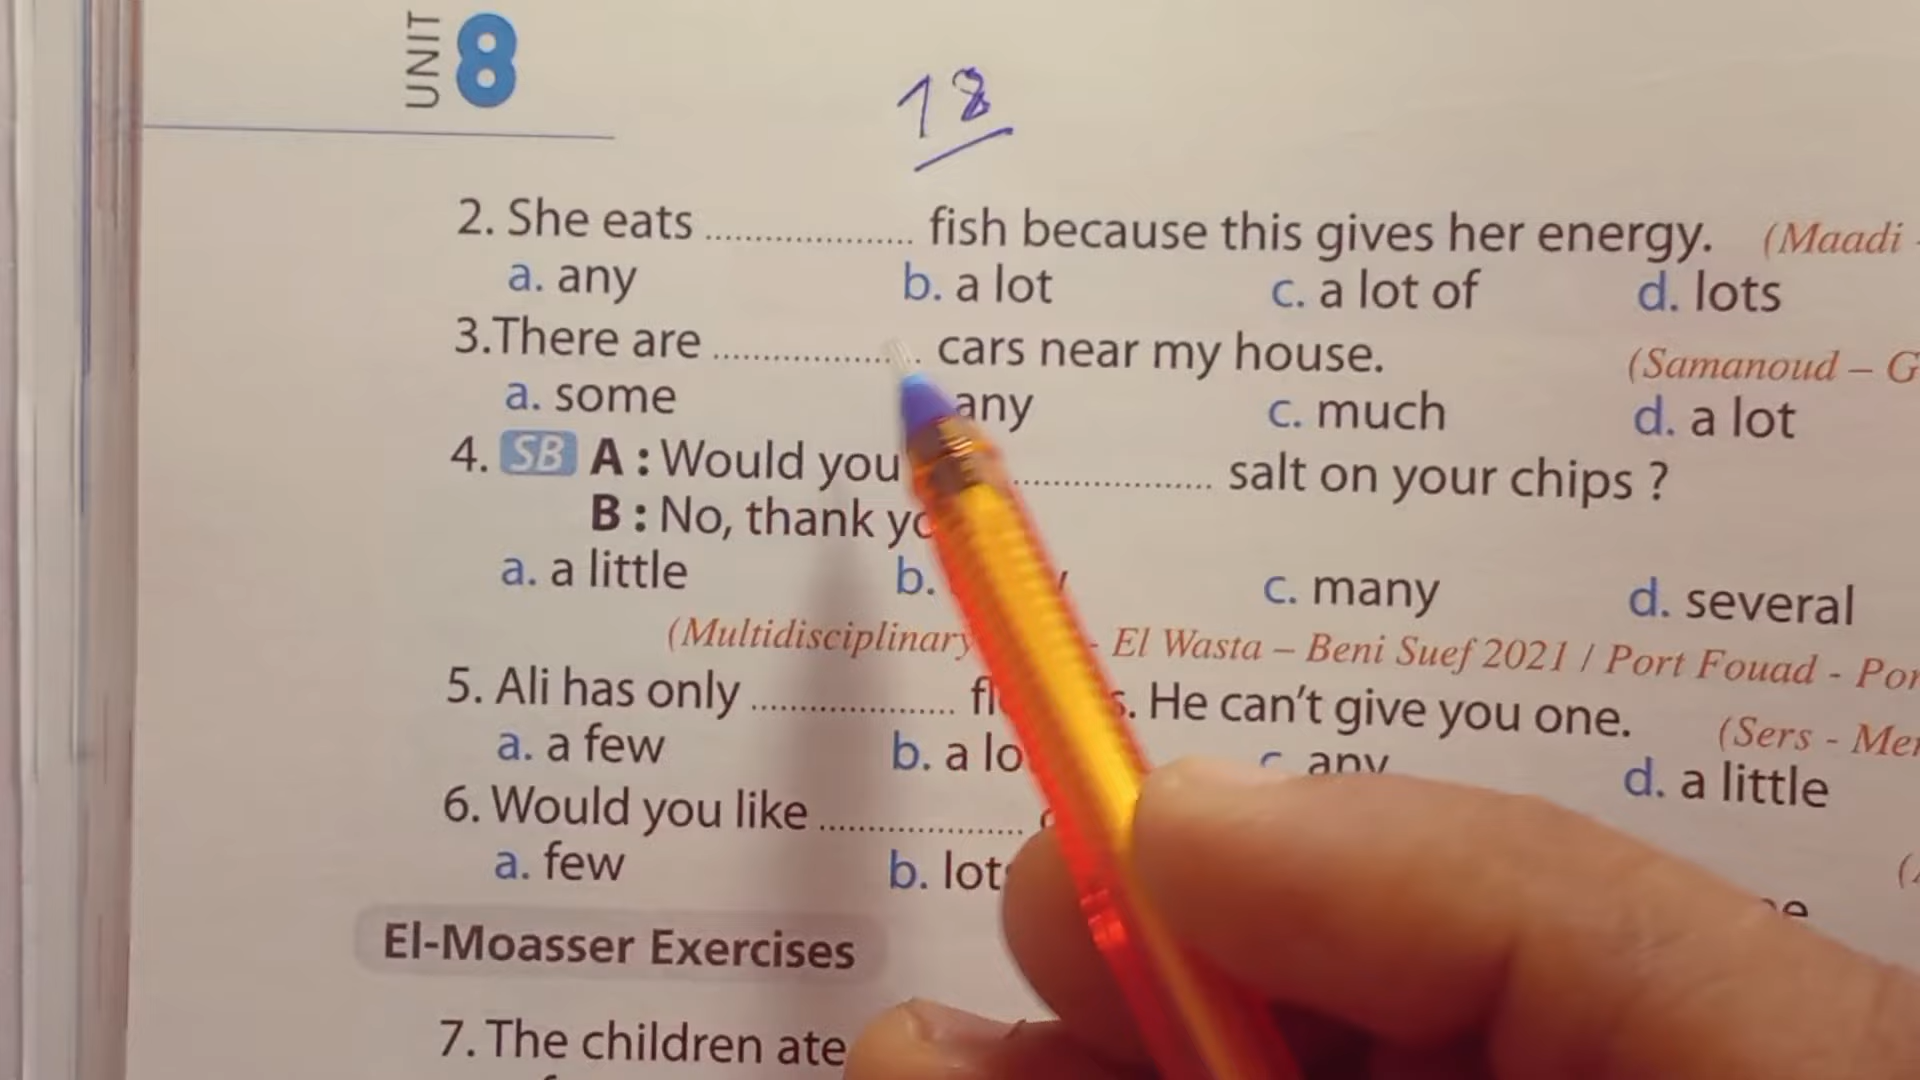 UNIT 8
18
2. She eats .................... fish because this gives her energy. (Maadi -
a. any b. a lot c. a lot of d. lots
3.There are .................... cars near my house. (Samanoud – G
a. some any c. much d. a lot
4. SB A : Would you .................... salt on your chips ?
B : No, thank
a. a little b. c. many d. several
(Multidisciplinary - El Wasta – Beni Suef 2021 / Port Fouad - Por
5. Ali has only .................... He can't give you one. (Sers - Mer
a. a few b. a c. any d. a little
6. Would you like ....................
a. few b.
El-Moasser Exercises
7. The children ate